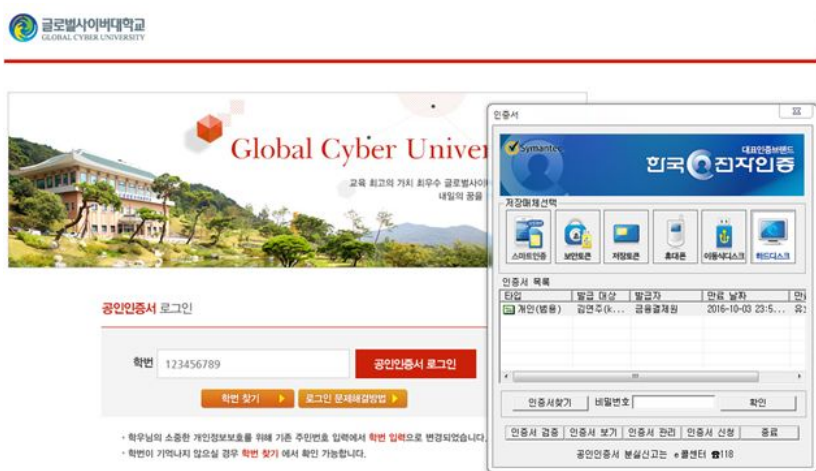 글로벌사이버대학교
GLOBAL CYBER UNIVERSITY
Global Cyber Univer
교육 최고의 가치 최우수 글로벌사이버
내일의 꿈을
공인인증서 로그인
학번 123456789 공인인증서 로그인
학번 찾기 로그인 문제해결방법
· 학우님의 소중한 개인정보보호를 위해 기존 주민번호 입력에서 학번 입력으로 변경되었습니다.
· 학번이 기억나지 않으실 경우 학번 찾기 에서 확인 가능합니다.
인증서
Symantec 대표인증브랜드
한국전자인증
저장매체선택
스마트인증 보안토큰 저장토큰 휴대폰 이동식디스크 하드디스크
인증서 목록
타입 발급 대상 발급자 만료 날짜
개인(범용) 김연주(k... 금융결제원 2016-10-03 23:5...
인증서찾기 비밀번호 확인
인증서 검증 인증서 보기 인증서 관리 인증서 신청 종료
공인인증서 분실신고는 e콜센터 ☎118